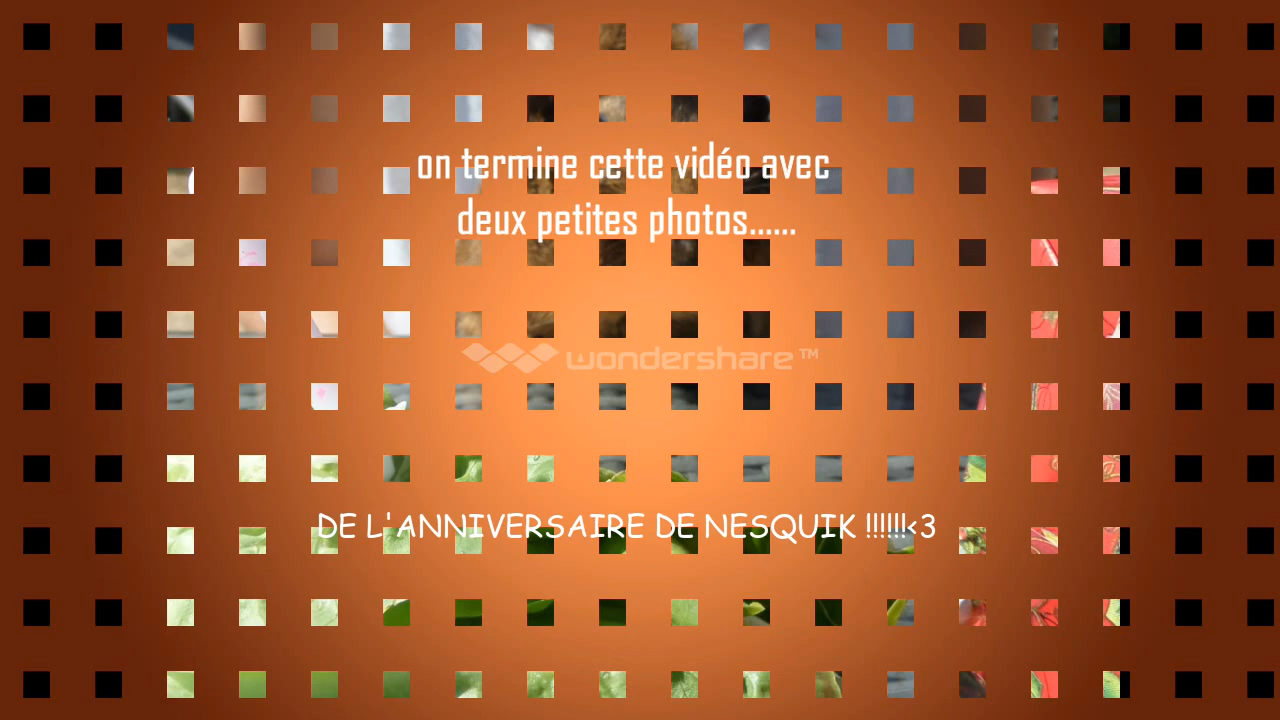 on termine cette vidéo avec
deux petites photos......
wondershare™
DE L'ANNIVERSAIRE DE NESQUIK !!!!!!<3